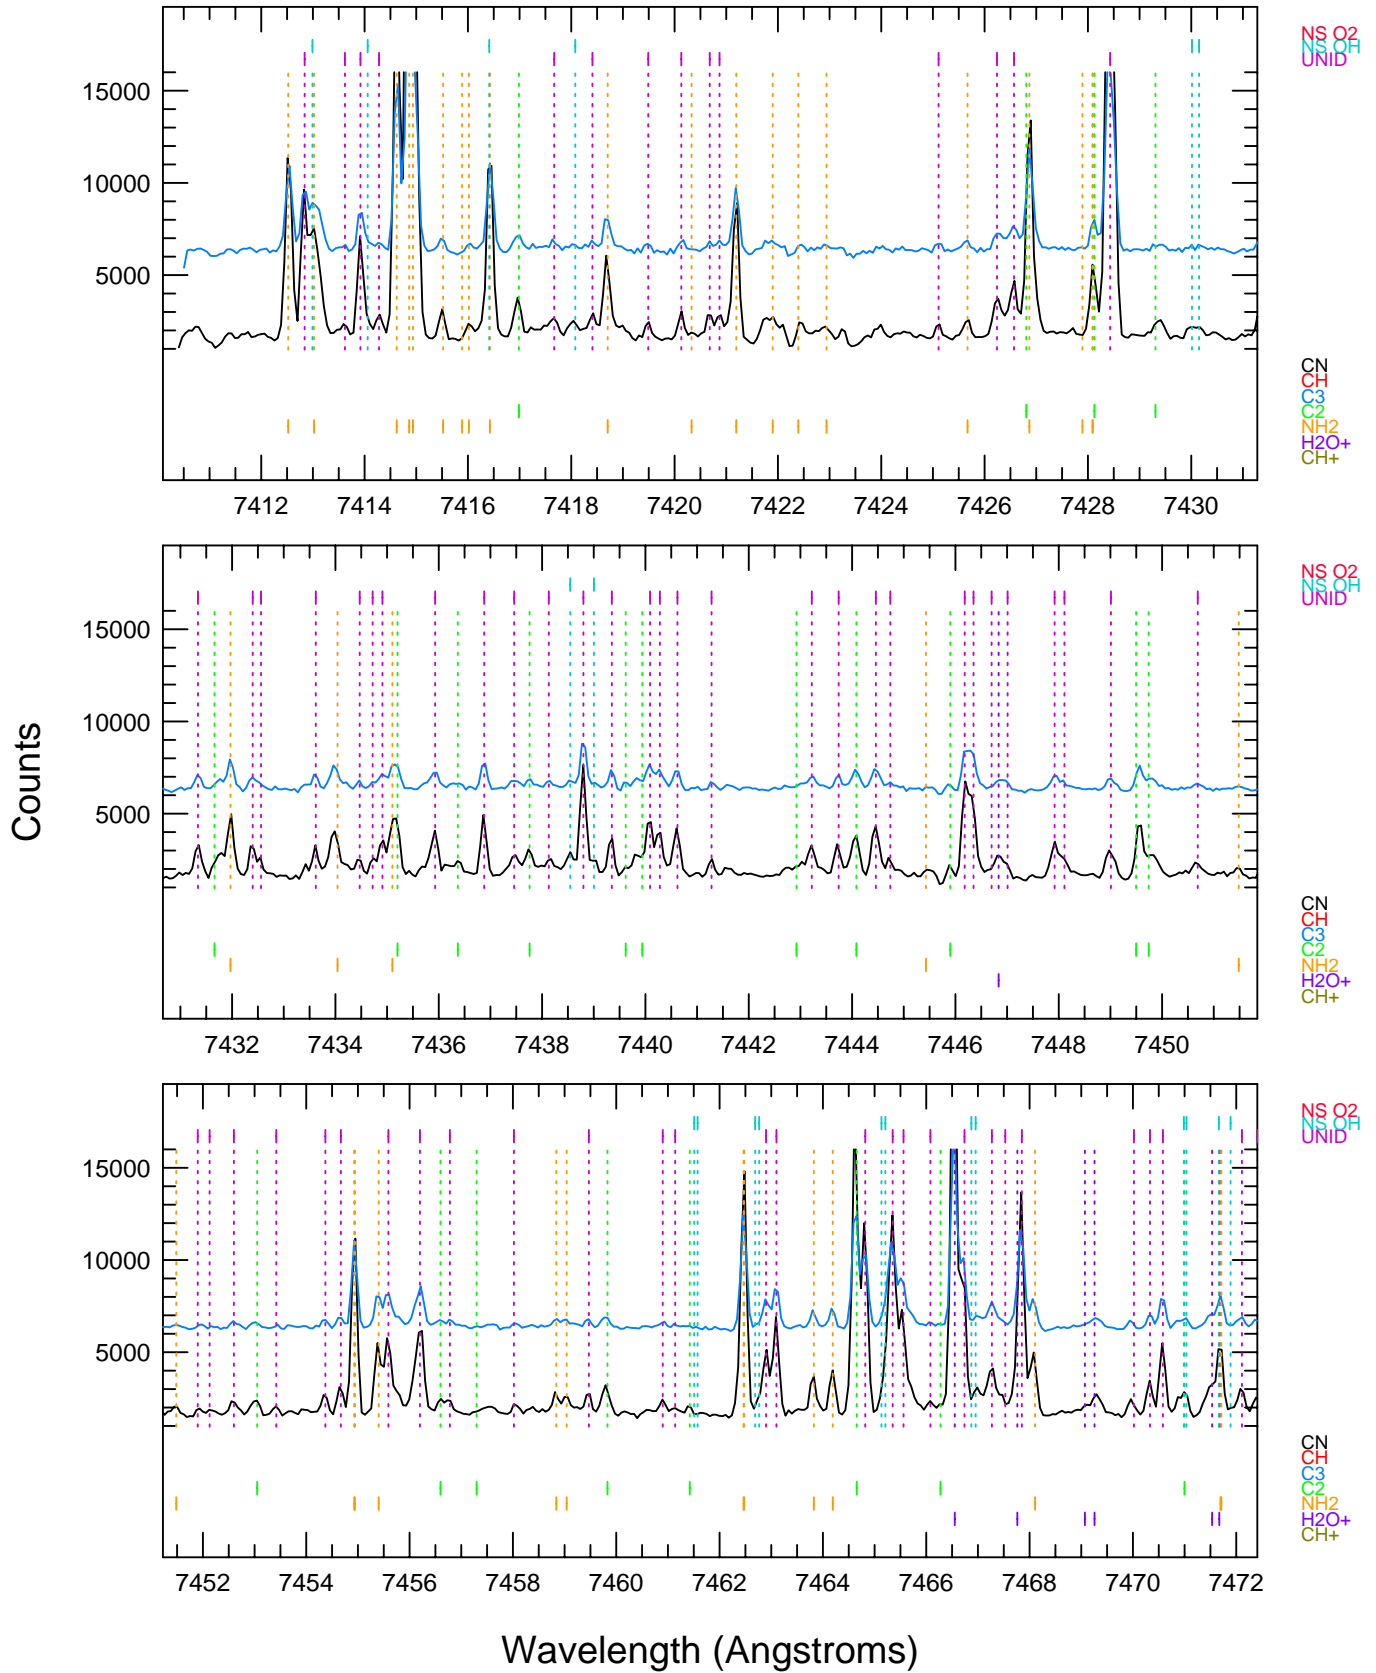 NS O2
NS OH
UNID
15000
10000
5000
CN
CH
C3
C2
NH2
H2O+
CH+
7412 7414 7416 7418 7420 7422 7424 7426 7428 7430
NS O2
NS OH
UNID
15000
10000
5000
Counts
CN
CH
C3
C2
NH2
H2O+
CH+
7432 7434 7436 7438 7440 7442 7444 7446 7448 7450
NS O2
NS OH
UNID
15000
10000
5000
CN
CH
C3
C2
NH2
H2O+
CH+
7452 7454 7456 7458 7460 7462 7464 7466 7468 7470 7472
Wavelength (Angstroms)